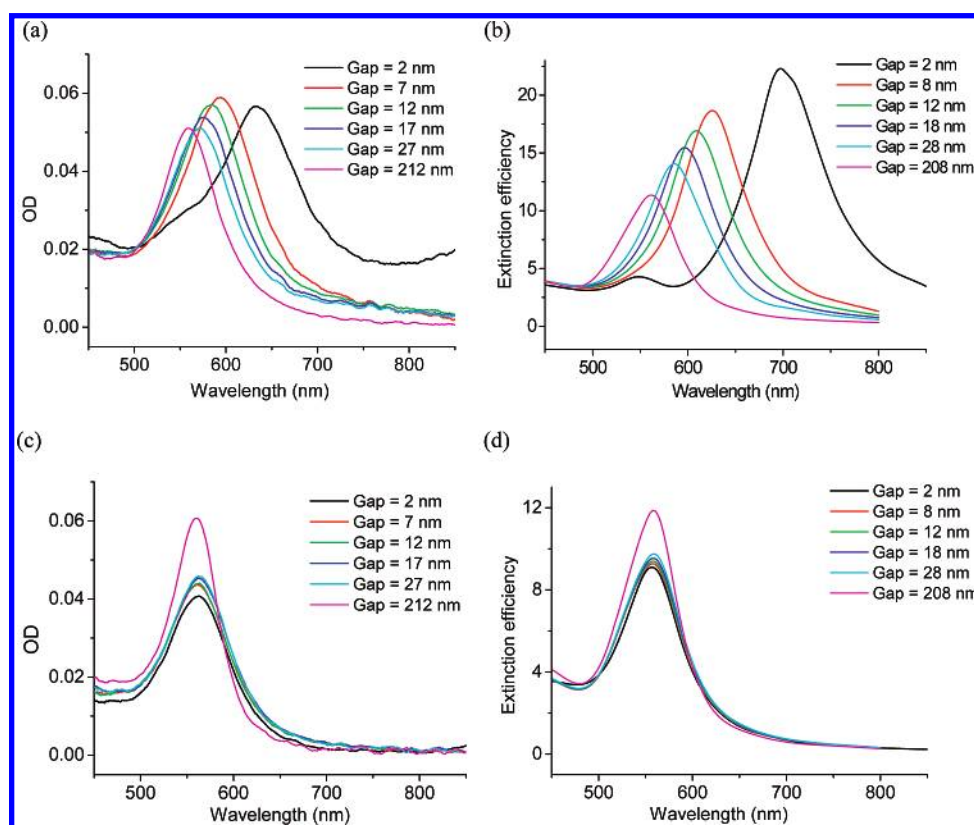 (a)
OD
0.06
0.04
0.02
0.00
Gap = 2 nm
Gap = 7 nm
Gap = 12 nm
Gap = 17 nm
Gap = 27 nm
Gap = 212 nm
500 600 700 800
Wavelength (nm)
(b)
Extinction efficiency
20
15
10
5
0
Gap = 2 nm
Gap = 8 nm
Gap = 12 nm
Gap = 18 nm
Gap = 28 nm
Gap = 208 nm
500 600 700 800
Wavelength (nm)
(c)
OD
0.06
0.04
0.02
0.00
Gap = 2 nm
Gap = 7 nm
Gap = 12 nm
Gap = 17 nm
Gap = 27 nm
Gap = 212 nm
500 600 700 800
Wavelength (nm)
(d)
Extinction efficiency
12
8
4
0
Gap = 2 nm
Gap = 8 nm
Gap = 12 nm
Gap = 18 nm
Gap = 28 nm
Gap = 208 nm
500 600 700 800
Wavelength (nm)